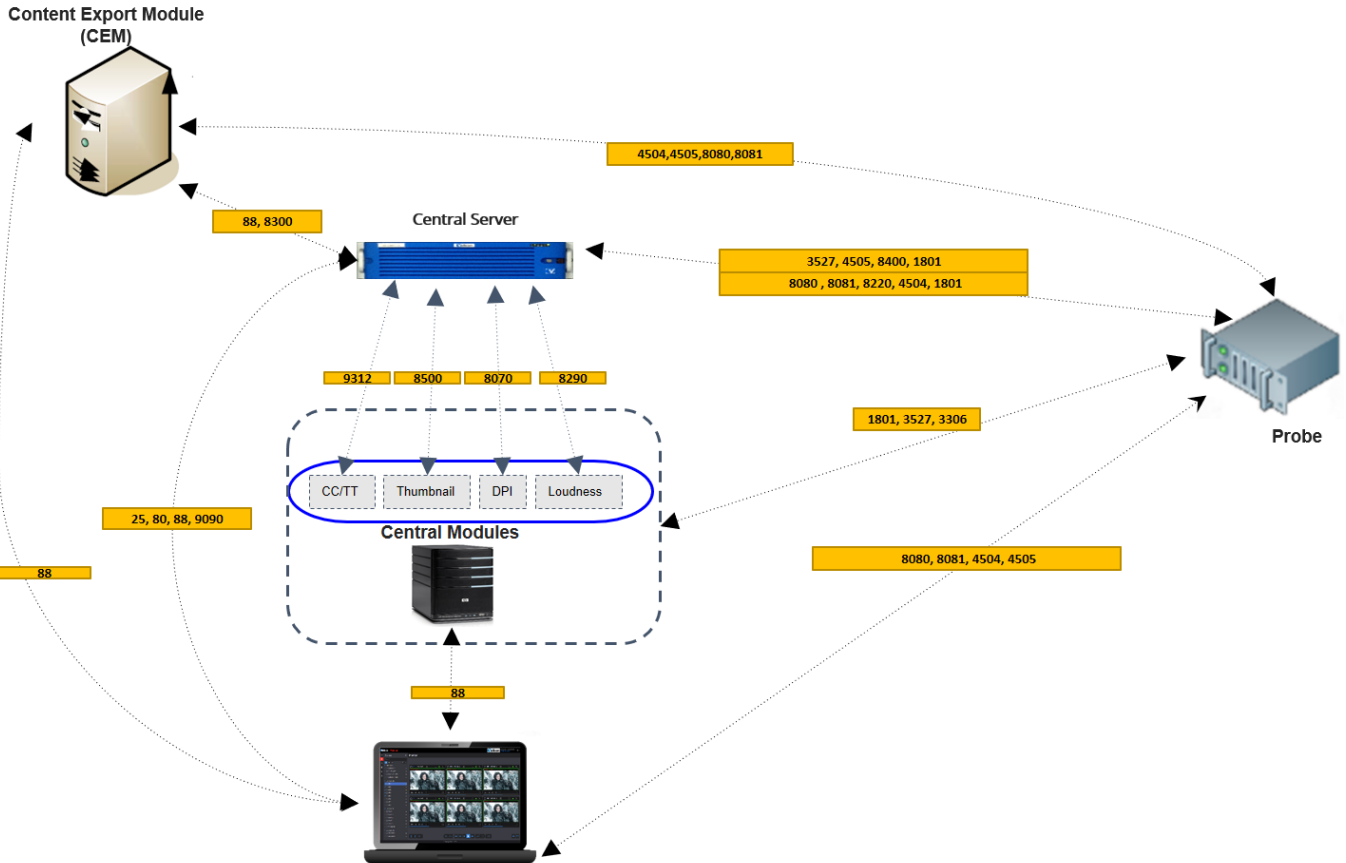 Content Export Module
(CEM)
4504,4505,8080,8081
88, 8300
Central Server
3527, 4505, 8400, 1801
8080 , 8081, 8220, 4504, 1801
9312
8500
8070
8290
1801, 3527, 3306
Probe
CC/TT
Thumbnail
DPI
Loudness
25, 80, 88, 9090
Central Modules
8080, 8081, 4504, 4505
88
88